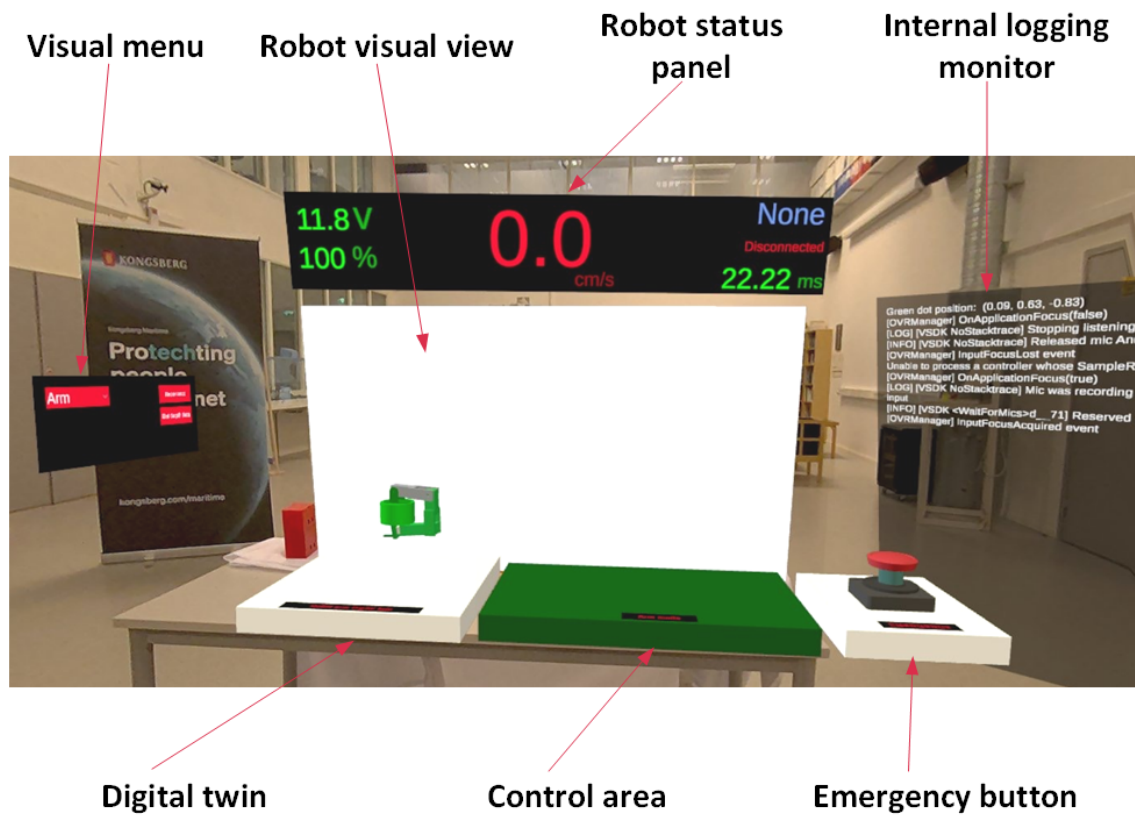 Visual menu
Robot visual view
Robot status
panel
Internal logging
monitor
11.8 V
100 %
0.0
cm/s
None
Disconnected
22.22 ms
KONGSBERG
Kongsberg Maritime
Protechting
people
net
kongsberg.com/maritime
Arm
Green dot position: (0.09, 0.63, -0.83)
[OVRManager] OnApplicationFocus(false)
[LOG] [VSDK NoStacktrace] Stopping listening
[INFO] [VSDK NoStacktrace] Released mic An
[OVRManager] InputFocusLost event
Unable to process a controller whose SampleR
[OVRManager] OnApplicationFocus(true)
[LOG] [VSDK NoStacktrace] Mic was recording
input
[INFO] [VSDK <WaitForMics>d__71] Reserved
[OVRManager] InputFocusAcquired event
Digital twin
Control area
Emergency button